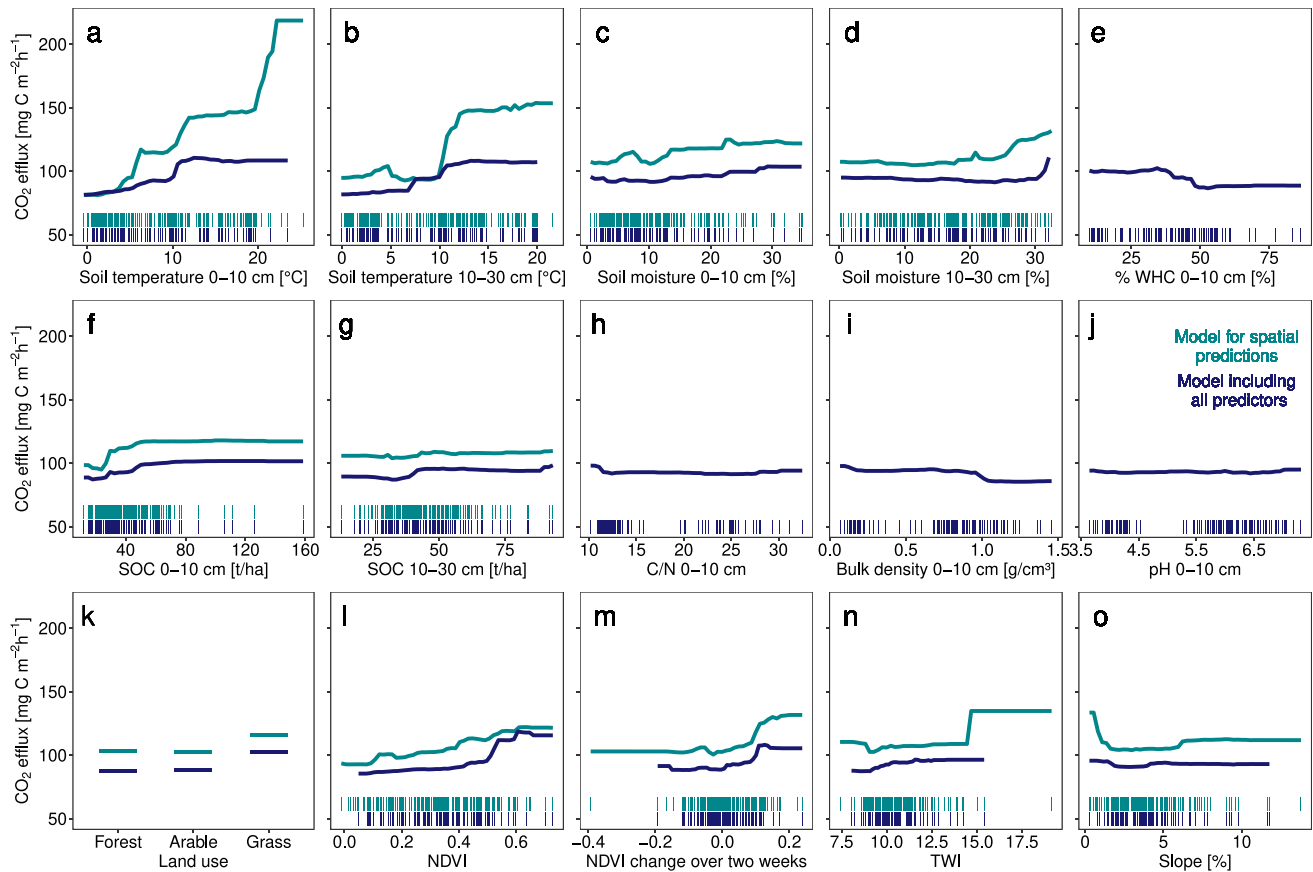 a b c d e
CO₂ efflux [mg C m⁻²h⁻¹]
200
150
100
50
0 10 20
0 5 10 15 20
0 10 20 30
0 10 20 30
25 50 75
Soil temperature 0–10 cm [°C]
Soil temperature 10–30 cm [°C]
Soil moisture 0–10 cm [%]
Soil moisture 10–30 cm [%]
% WHC 0–10 cm [%]
f g h i j
Model for spatial
predictions
Model including
all predictors
CO₂ efflux [mg C m⁻²h⁻¹]
200
150
100
50
40 80 120 160
25 50 75
10 15 20 25 30
0.0 0.5 1.0 1.5
3.5 4.5 5.5 6.5
SOC 0–10 cm [t/ha]
SOC 10–30 cm [t/ha]
C/N 0–10 cm
Bulk density 0–10 cm [g/cm³]
pH 0–10 cm
k l m n o
CO₂ efflux [mg C m⁻²h⁻¹]
200
150
100
50
Forest Arable Grass
0.0 0.2 0.4 0.6
−0.4 −0.2 0.0 0.2
7.5 10.0 12.5 15.0 17.5
0 5 10
Land use
NDVI
NDVI change over two weeks
TWI
Slope [%]